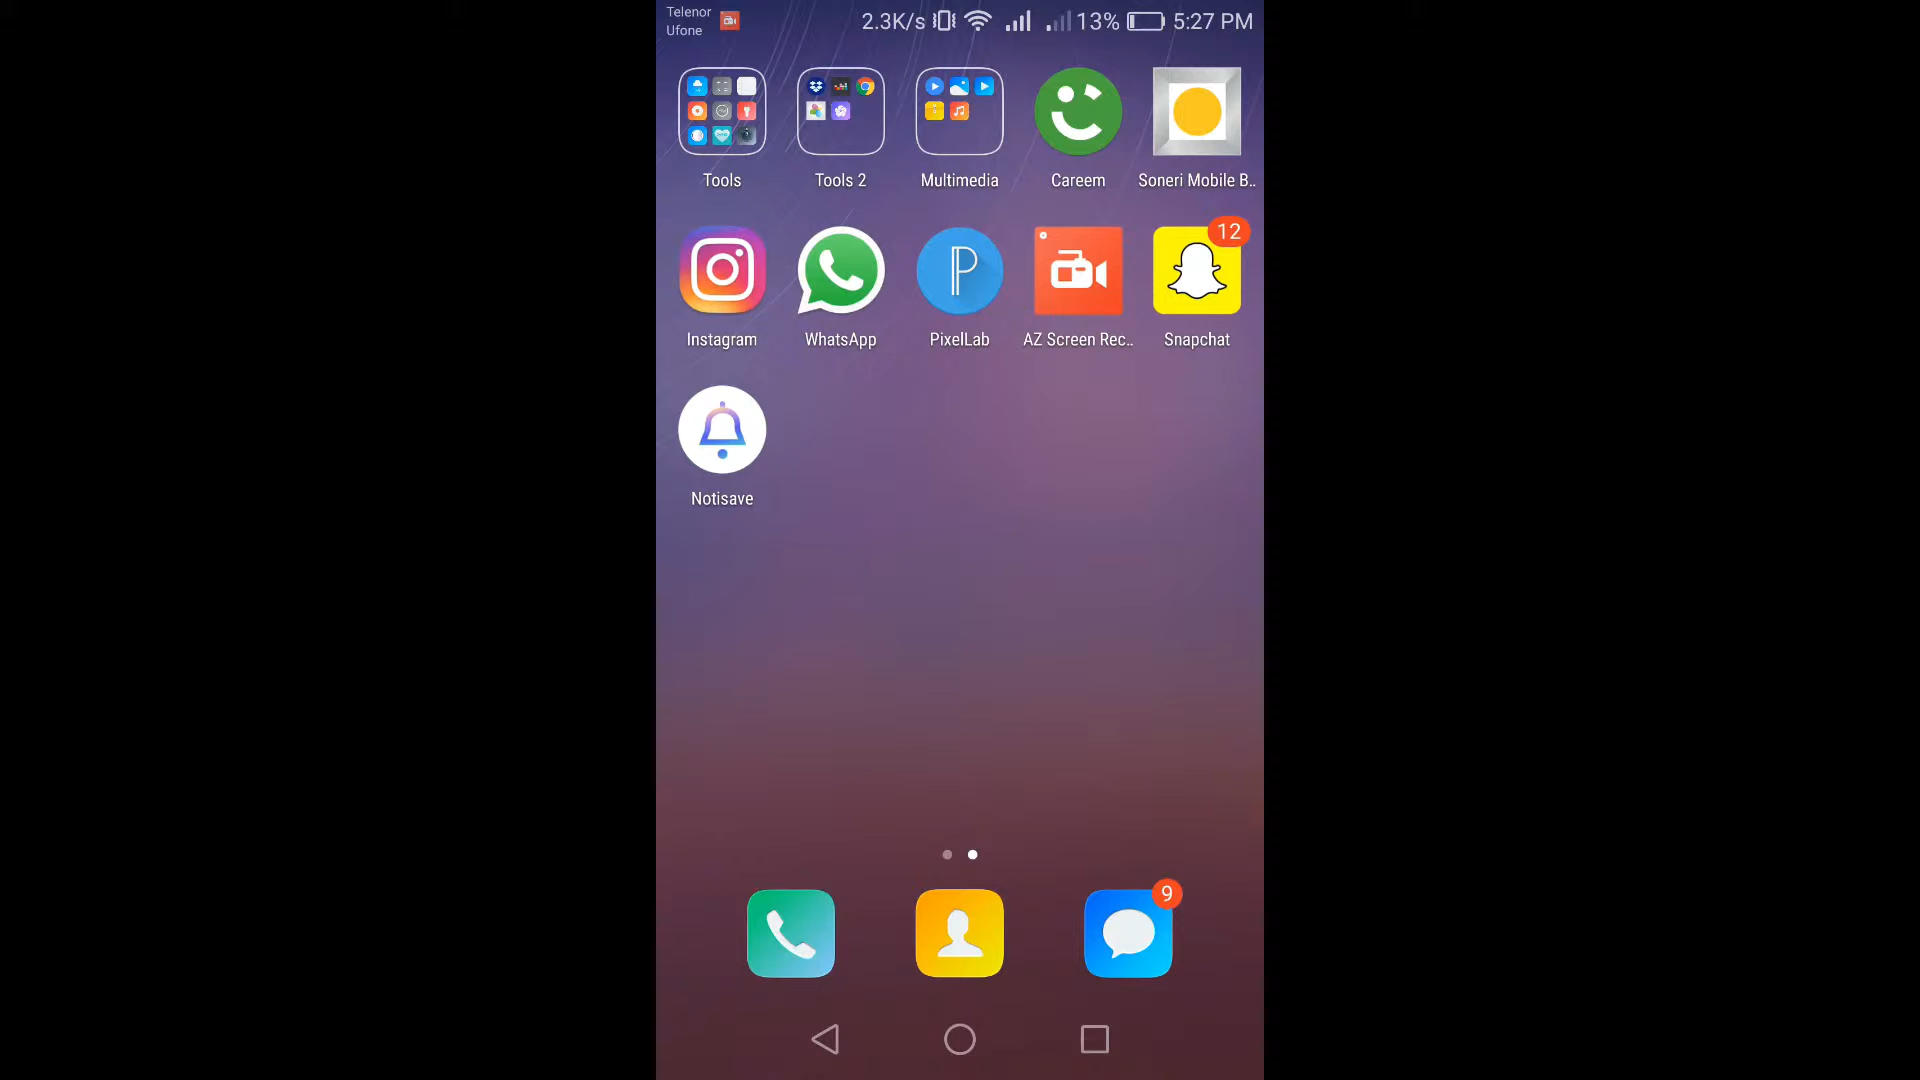 Telenor
Ufone
2.3K/s 13% 5:27 PM
Tools Tools 2 Multimedia Careem Soneri Mobile B..
12
Instagram WhatsApp PixelLab AZ Screen Rec.. Snapchat
Notisave
9